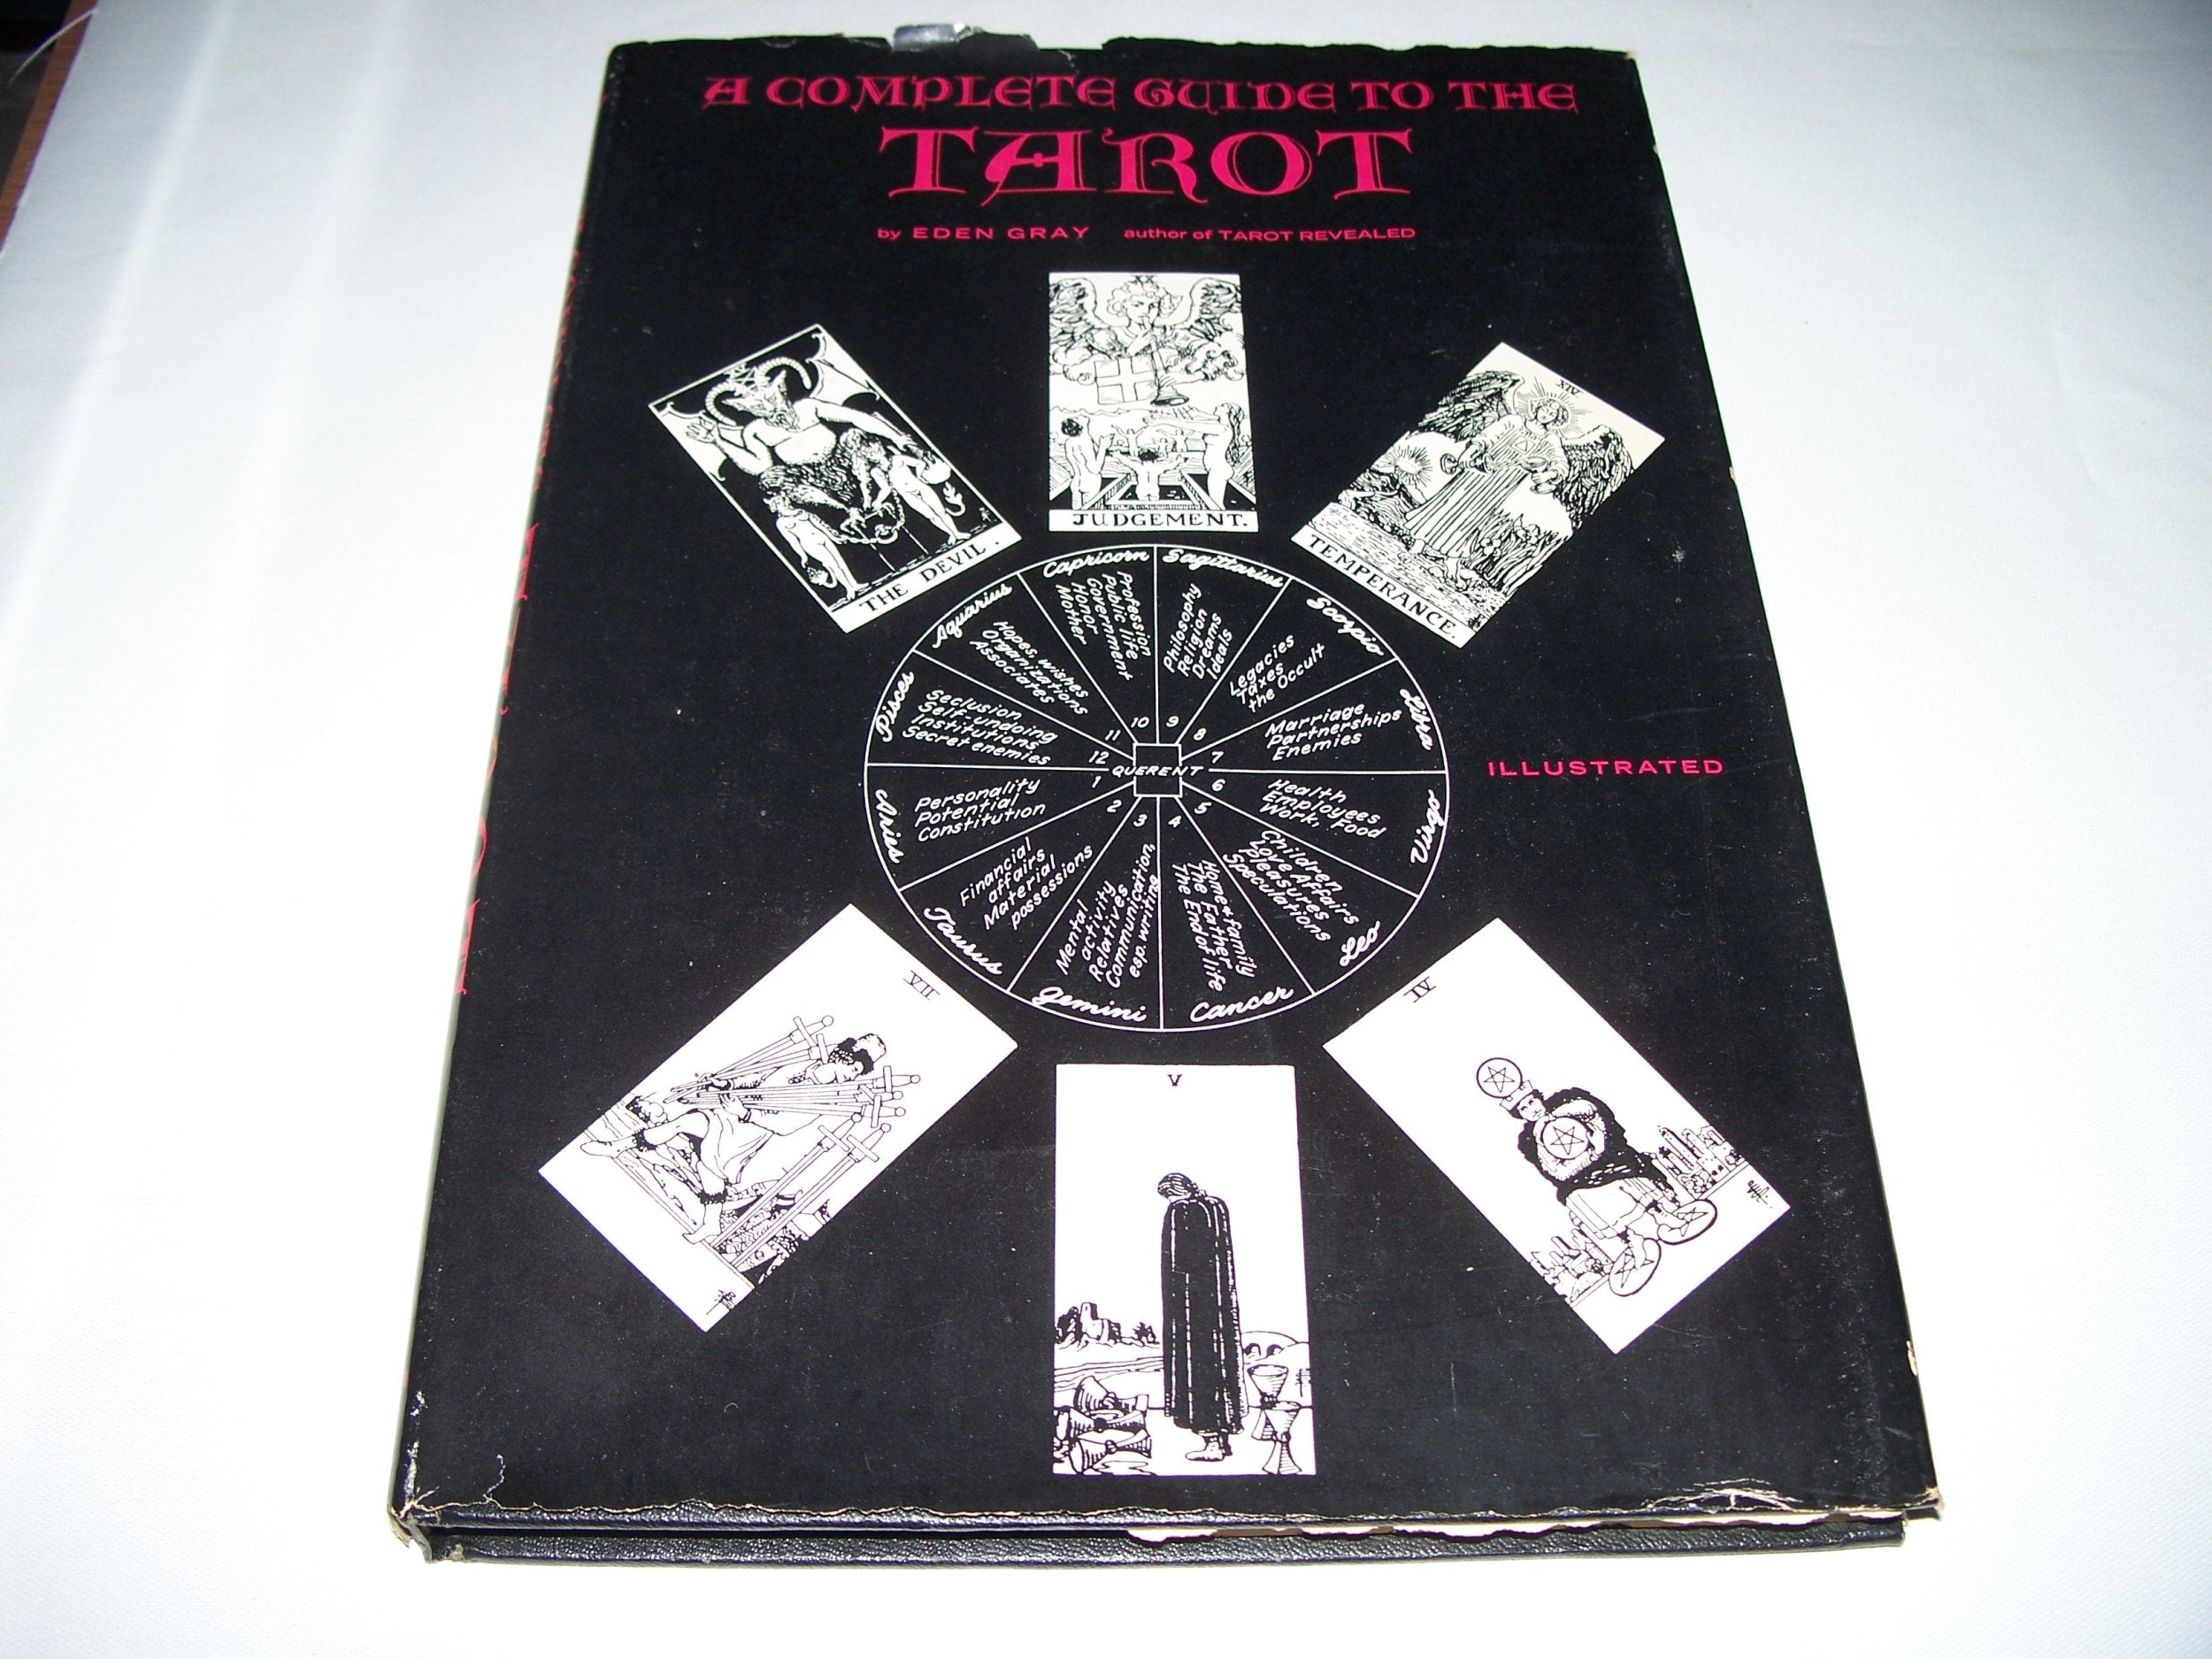 A COMPLETE GUIDE TO THE
TAROT
by EDEN GRAY author of TAROT REVEALED
XX
JUDGEMENT.
THE DEVIL.
XIV
TEMPERANCE.
Capricorn
Profession
Public life
Government
Honor
Mother
10
Sagittarius
Philosophy
Religion
Dreams
Ideals
9
Scorpio
Legacies
Taxes
the Occult
8
Libra
Marriage
Partnerships
Enemies
7
Virgo
Health
Employees
Work, Food
6
Leo
Children
Love Affairs
Pleasures
Speculations
5
Cancer
Home & family
The Father
The End of life
4
Gemini
Mental
activity
Relatives
Communication,
esp. writing
3
Taurus
Financial
affairs
Material
possessions
2
Aries
Personality
Potential
Constitution
1
Pisces
Seclusion
Self-undoing
Institutions
Secret enemies
12
Aquarius
Hopes, wishes
Organizations
Associates
11
QUERENT
ILLUSTRATED
VII
V
IV